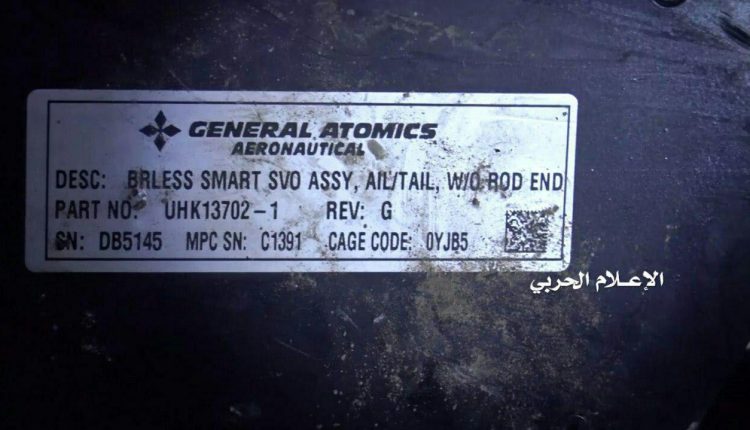 GENERAL ATOMICS
AERONAUTICAL
DESC: BRLESS SMART SVO ASSY, AIL/TAIL, W/O ROD END
PART NO: UHK13702-1 REV: G
SN: DB5145 MPC SN: C1391 CAGE CODE: 0YJB5
الإعلام الحربي